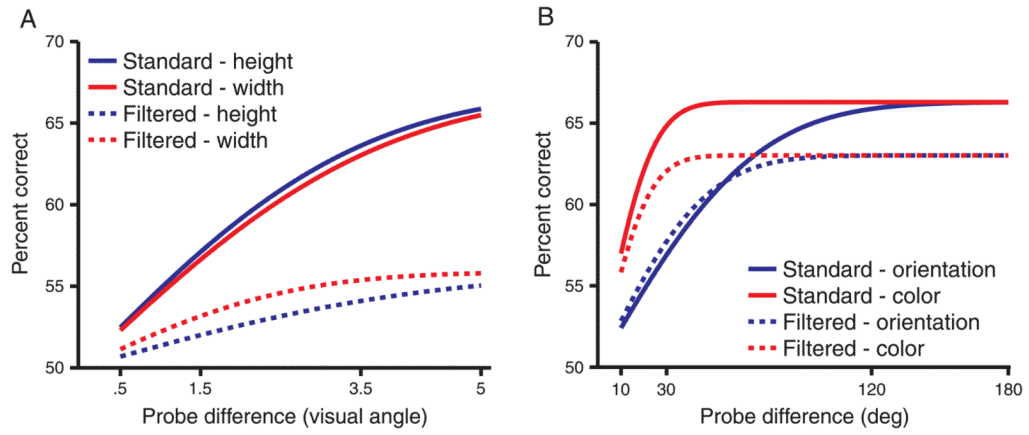 A
70
65
60
55
50
Percent correct
Standard - height
Standard - width
Filtered - height
Filtered - width
.5
1.5
3.5
5
Probe difference (visual angle)
B
70
65
60
55
50
Percent correct
Standard - orientation
Standard - color
Filtered - orientation
Filtered - color
10
30
120
180
Probe difference (deg)